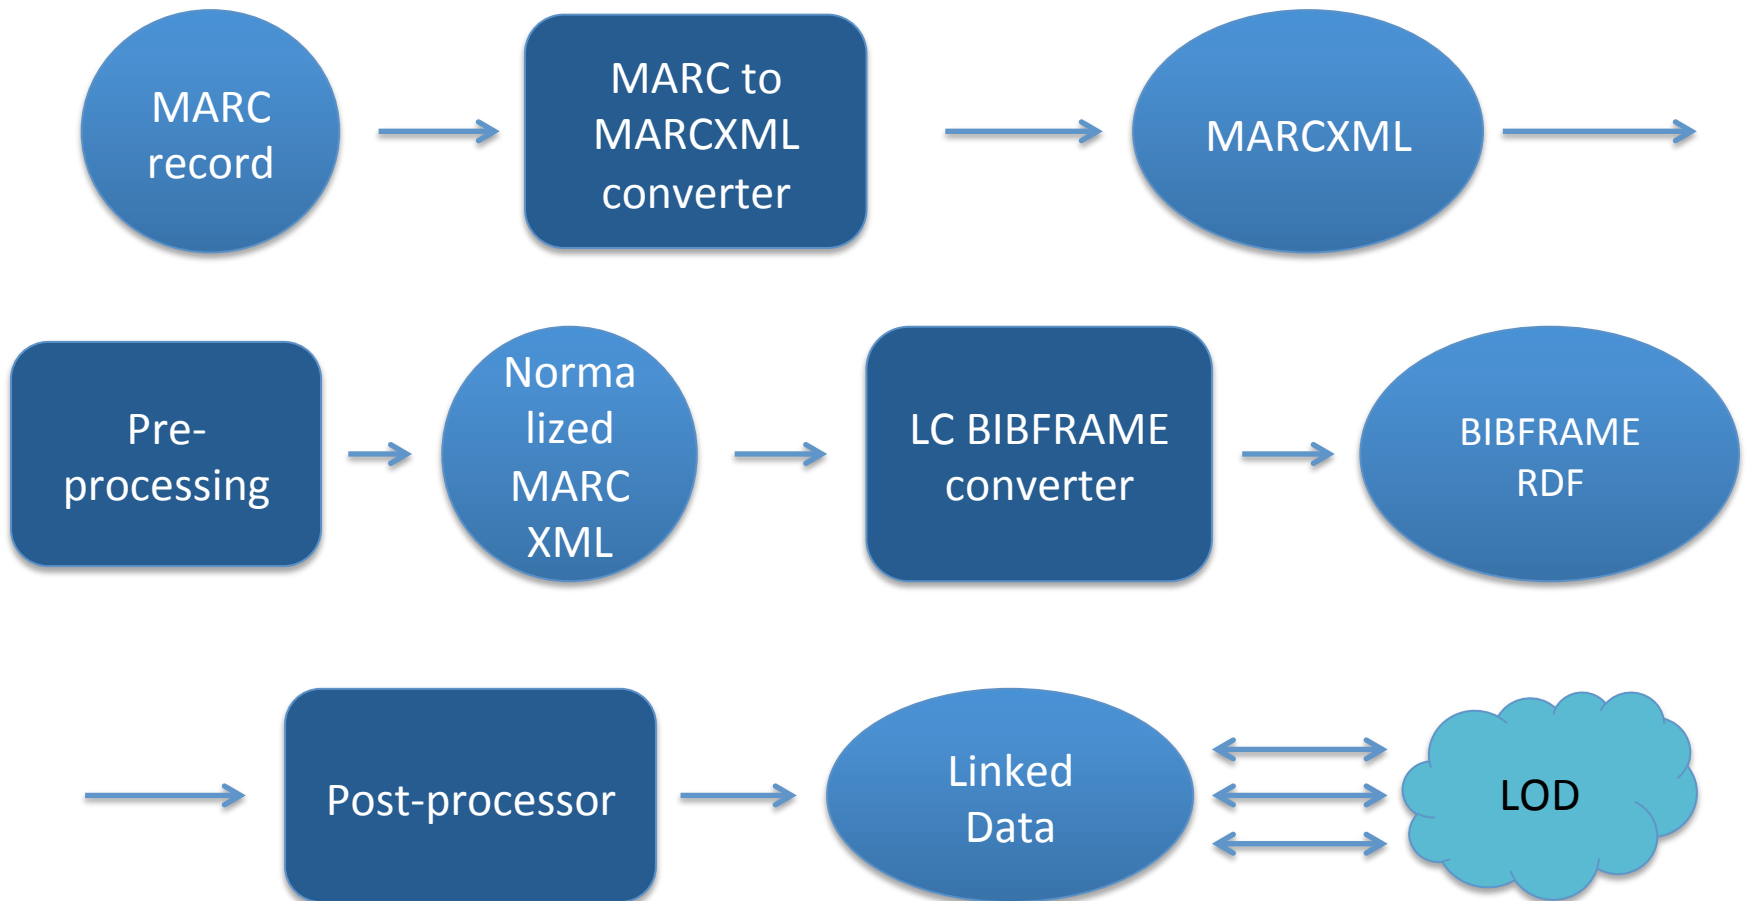 MARC
record
MARC to
MARCXML
converter
MARCXML
Pre-
processing
Norma
lized
MARC
XML
LC BIBFRAME
converter
BIBFRAME
RDF
Post-processor
Linked
Data
LOD